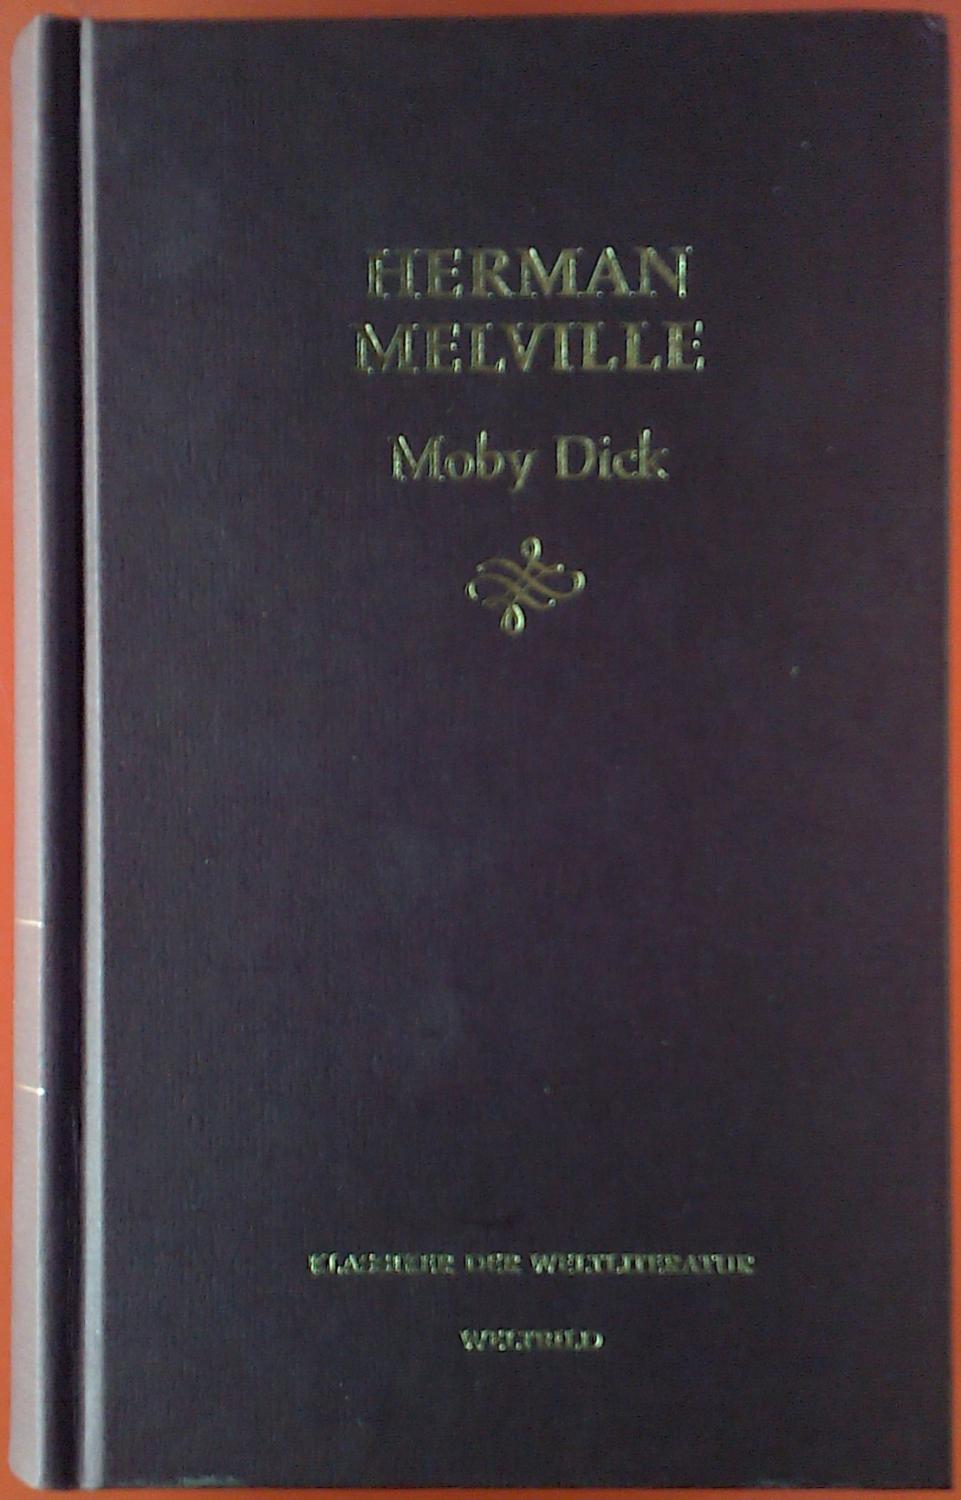 HERMAN
MELVILLE
Moby Dick
KLASSIKER DER WELTLITERATUR
WELTBILD